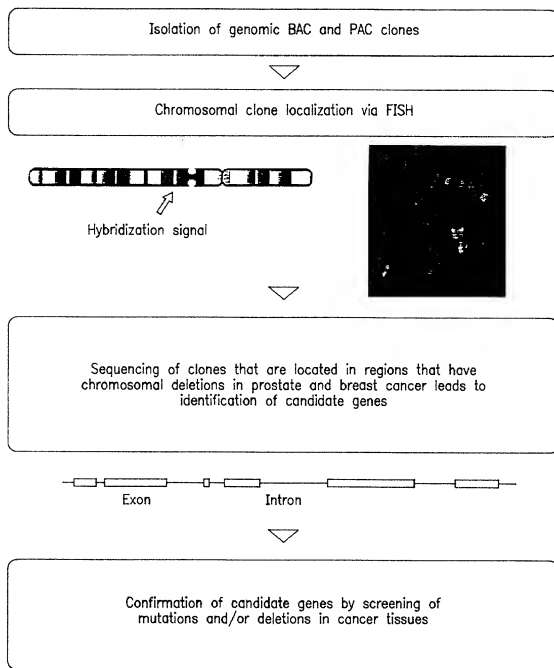 Isolation of genomic BAC and PAC clones
Chromosomal clone localization via FISH
Hybridization signal
Sequencing of clones that are located in regions that have
chromosomal deletions in prostate and breast cancer leads to
identification of candidate genes
Exon Intron
Confirmation of candidate genes by screening of
mutations and/or deletions in cancer tissues